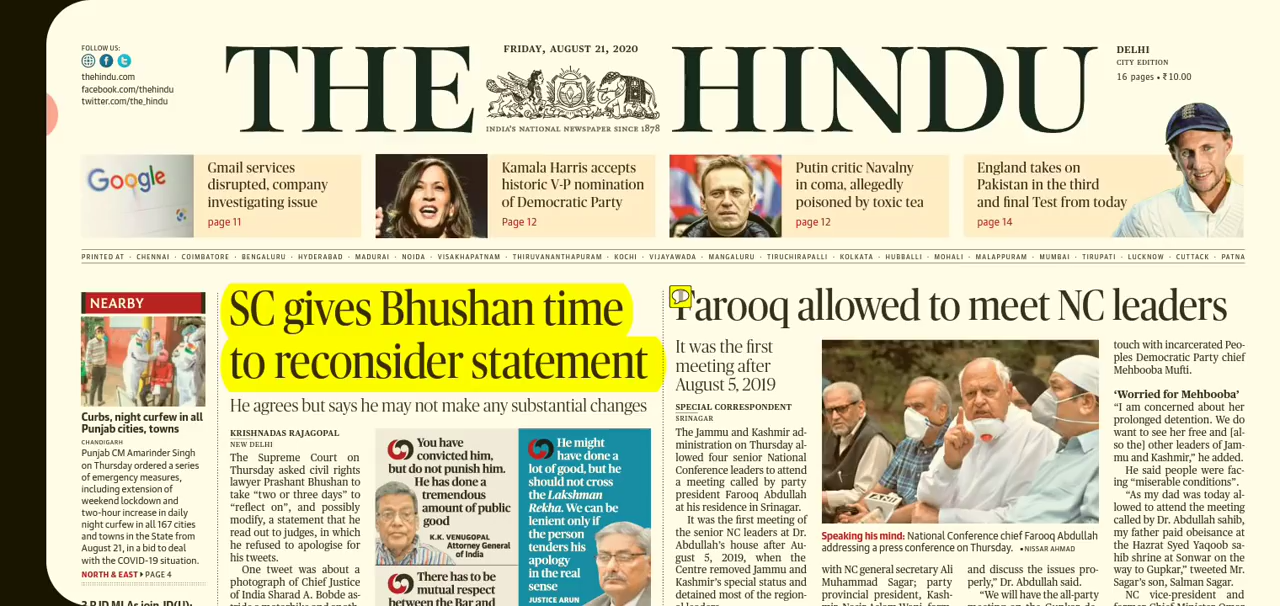 FOLLOW US:
thehindu.com
facebook.com/thehindu
twitter.com/the_hindu
THE HINDU
FRIDAY, AUGUST 21, 2020
INDIA'S NATIONAL NEWSPAPER SINCE 1878
DELHI
CITY EDITION
16 pages • ₹10.00
Google
Gmail services
disrupted, company
investigating issue
page 11
Kamala Harris accepts
historic V-P nomination
of Democratic Party
Page 12
Putin critic Navalny
in coma, allegedly
poisoned by toxic tea
page 12
England takes on
Pakistan in the third
and final Test from today
page 14
PRINTED AT · CHENNAI · COIMBATORE · BENGALURU · HYDERABAD · MADURAI · NOIDA · VISAKHAPATNAM · THIRUVANANTHAPURAM · KOCHI · VIJAYAWADA · MANGALURU · TIRUCHIRAPALLI · KOLKATA · HUBBALLI · MOHALI · MALAPPURAM · MUMBAI · TIRUPATI · LUCKNOW · CUTTACK · PATNA
NEARBY
Curbs, night curfew in all
Punjab cities, towns
CHANDIGARH
Punjab CM Amarinder Singh
on Thursday ordered a series
of emergency measures,
including extension of
weekend lockdown and
two-hour increase in daily
night curfew in all 167 cities
and towns in the State from
August 21, in a bid to deal
with the COVID-19 situation.
NORTH & EAST PAGE 4
SC gives Bhushan time
to reconsider statement
He agrees but says he may not make any substantial changes
KRISHNADAS RAJAGOPAL
NEW DELHI
The Supreme Court on
Thursday asked civil rights
lawyer Prashant Bhushan to
take "two or three days" to
"reflect on", and possibly
modify, a statement that he
read out to judges, in which
he refused to apologise for
his tweets.
One tweet was about a
photograph of Chief Justice
of India Sharad A. Bobde as-
You have
convicted him,
but do not punish him.
He has done a
tremendous
amount of public
good
K.K. VENUGOPAL
Attorney General
of India
There has to be
mutual respect
between the Bar and
He might
have done a
lot of good, but he
should not cross
the Lakshman
Rekha. We can be
lenient only if
the person
tenders his
apology
in the real
sense
JUSTICE ARUN
Farooq allowed to meet NC leaders
It was the first
meeting after
August 5, 2019
SPECIAL CORRESPONDENT
SRINAGAR
The Jammu and Kashmir ad-
ministration on Thursday al-
lowed four senior National
Conference leaders to attend
a meeting called by party
president Farooq Abdullah
at his residence in Srinagar.
It was the first meeting of
the senior NC leaders at Dr.
Abdullah's house after Au-
gust 5, 2019, when the
Centre removed Jammu and
Kashmir's special status and
detained most of the region-
al leaders.
ANI
Speaking his mind: National Conference chief Farooq Abdullah
addressing a press conference on Thursday. • NISSAR AHMAD
with NC general secretary Ali
Muhammad Sagar; party
provincial president, Kash-
and discuss the issues pro-
perly," Dr. Abdullah said.
"We will have the all-party
touch with incarcerated Peo-
ples Democratic Party chief
Mehbooba Mufti.
'Worried for Mehbooba'
"I am concerned about her
prolonged detention. We do
want to see her free and [al-
so the] other leaders of Jam-
mu and Kashmir," he added.
He said people were fac-
ing "miserable conditions".
"As my dad was today al-
lowed to attend the meeting
called by Dr. Abdullah sahib,
my father paid obeisance at
the Hazrat Syed Yaqoob sa-
hib shrine at Sonwar on the
way to Gupkar," tweeted Mr.
Sagar's son, Salman Sagar.
NC vice-president and